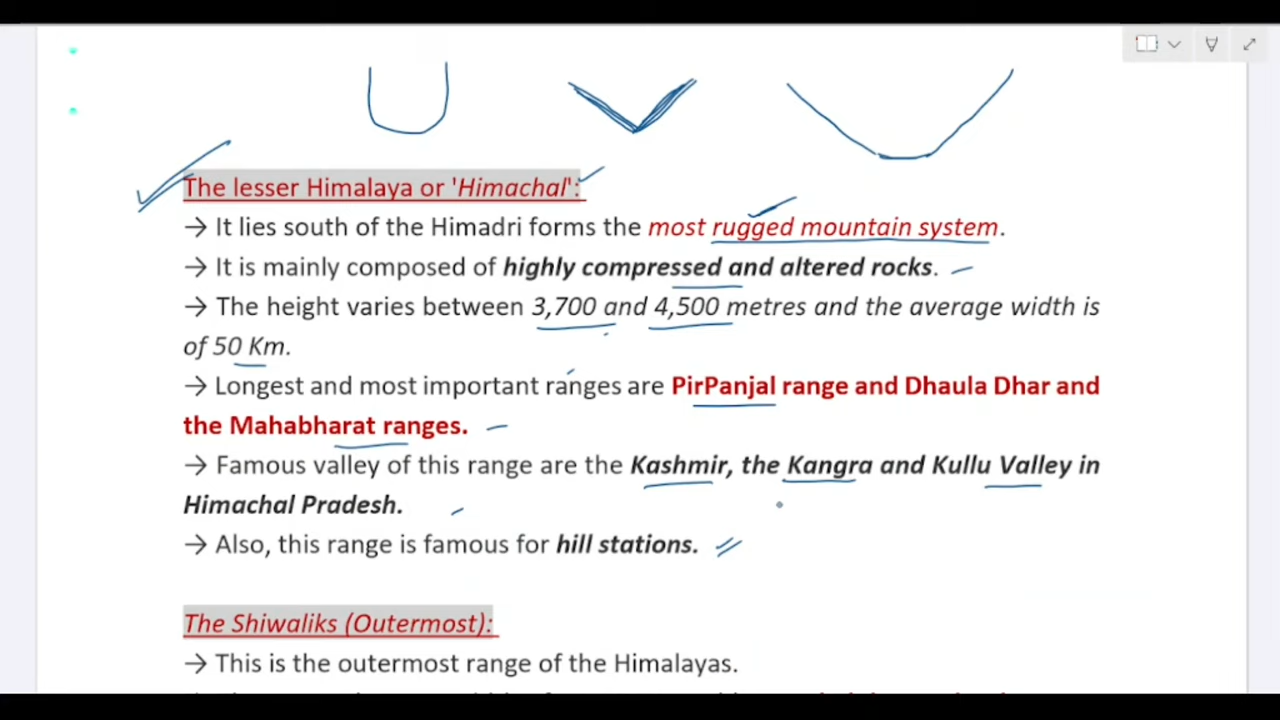 The lesser Himalaya or 'Himachal':
→ It lies south of the Himadri forms the most rugged mountain system.
→ It is mainly composed of highly compressed and altered rocks.
→ The height varies between 3,700 and 4,500 metres and the average width is
of 50 Km.
→ Longest and most important ranges are PirPanjal range and Dhaula Dhar and
the Mahabharat ranges.
→ Famous valley of this range are the Kashmir, the Kangra and Kullu Valley in
Himachal Pradesh.
→ Also, this range is famous for hill stations.
The Shiwaliks (Outermost):
→ This is the outermost range of the Himalayas.